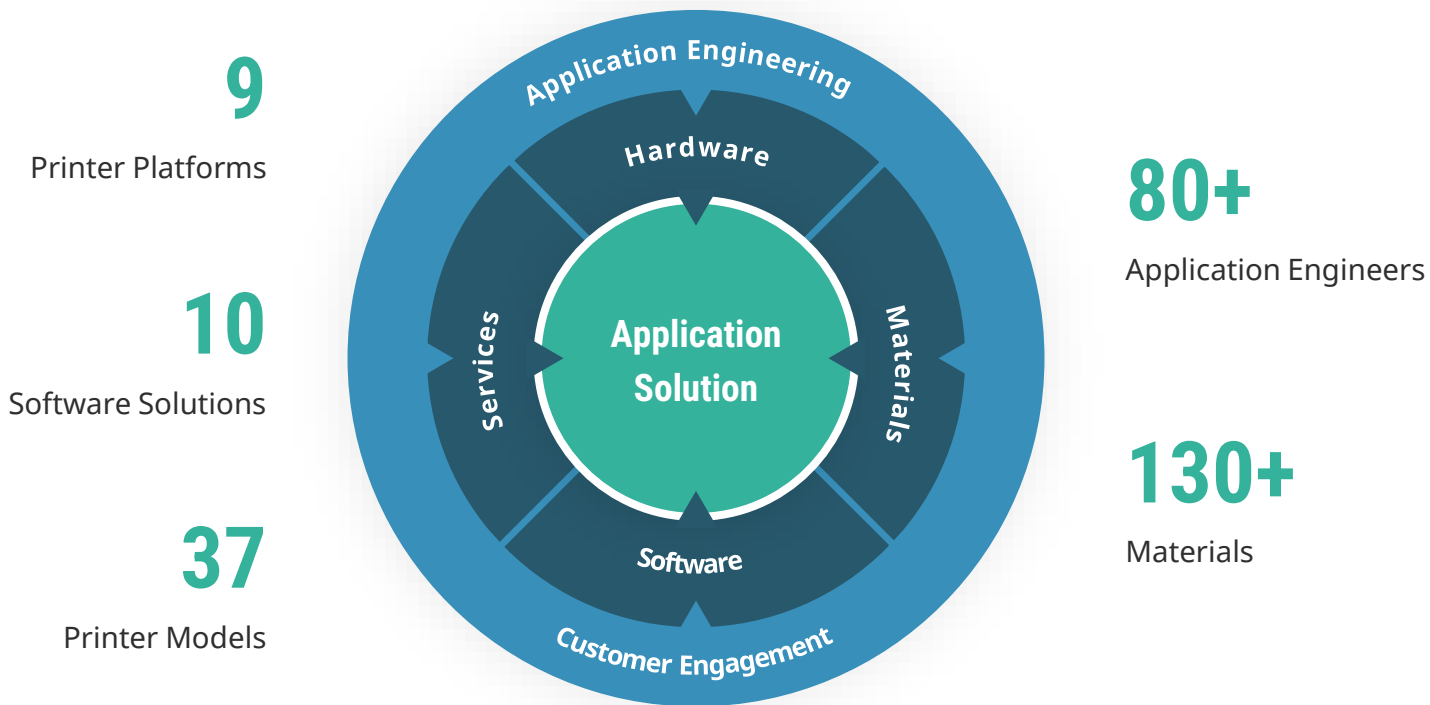 9
Printer Platforms
10
Software Solutions
37
Printer Models
Application Engineering
Hardware
Services
Application
Solution
Materials
Software
Customer Engagement
80+
Application Engineers
130+
Materials